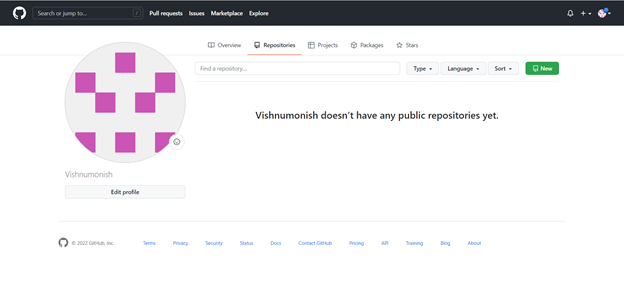 Search or jump to... / Pull requests Issues Marketplace Explore
Overview Repositories Projects Packages Stars
Find a repository... Type Language Sort New
Vishnumonish doesn't have any public repositories yet.
Vishnumonish
Edit profile
© 2022 GitHub, Inc. Terms Privacy Security Status Docs Contact GitHub Pricing API Training Blog About